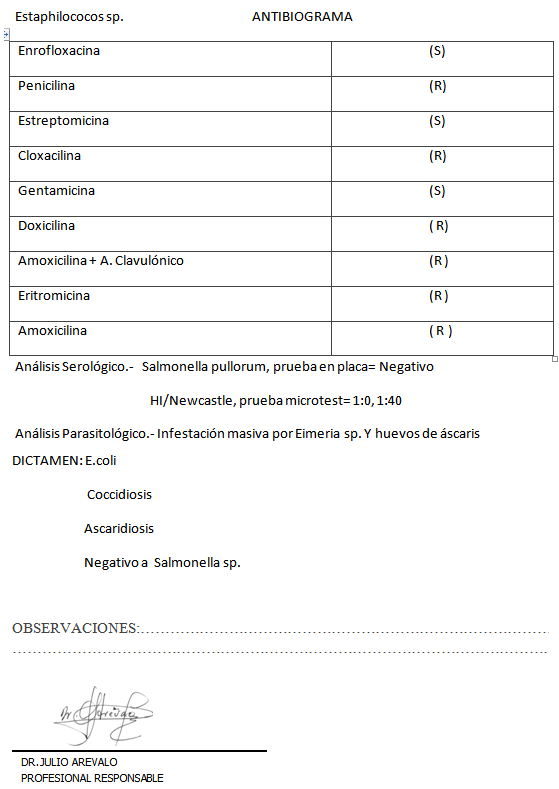 Estaphilococos sp. ANTIBIOGRAMA
Enrofloxacina (S)
Penicilina (R)
Estreptomicina (S)
Cloxacilina (R)
Gentamicina (S)
Doxicilina ( R)
Amoxicilina + A. Clavulónico (R )
Eritromicina (R )
Amoxicilina ( R )
Análisis Serológico.- Salmonella pullorum, prueba en placa= Negativo
HI/Newcastle, prueba microtest= 1:0, 1:40
Análisis Parasitológico.- Infestación masiva por Eimeria sp. Y huevos de áscaris
DICTAMEN: E.coli
Coccidiosis
Ascaridiosis
Negativo a Salmonella sp.
OBSERVACIONES:……………………………………………………………………………
……………………………………………………………………………………………………
Dr. JArévalo
DR.JULIO AREVALO
PROFESIONAL RESPONSABLE